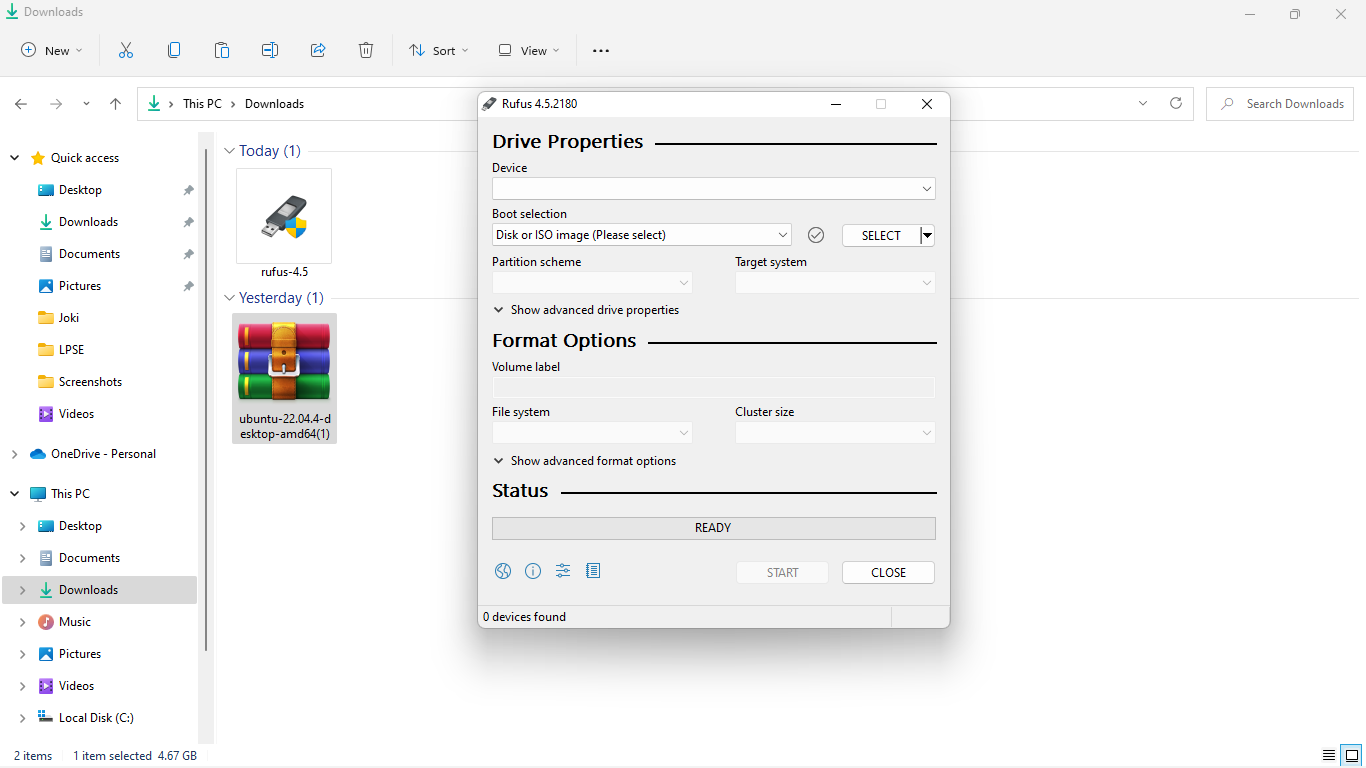 Downloads
New
Sort
View
This PC
Downloads
Search Downloads
Quick access
Desktop
Downloads
Documents
Pictures
Joki
LPSE
Screenshots
Videos
OneDrive - Personal
This PC
Desktop
Documents
Downloads
Music
Pictures
Videos
Local Disk (C:)
Today (1)
rufus-4.5
Yesterday (1)
ubuntu-22.04.4-d
esktop-amd64(1)
Rufus 4.5.2180
Drive Properties
Device
Boot selection
Disk or ISO image (Please select)
SELECT
Partition scheme
Target system
Show advanced drive properties
Format Options
Volume label
File system
Cluster size
Show advanced format options
Status
READY
START
CLOSE
0 devices found
2 items
1 item selected 4.67 GB